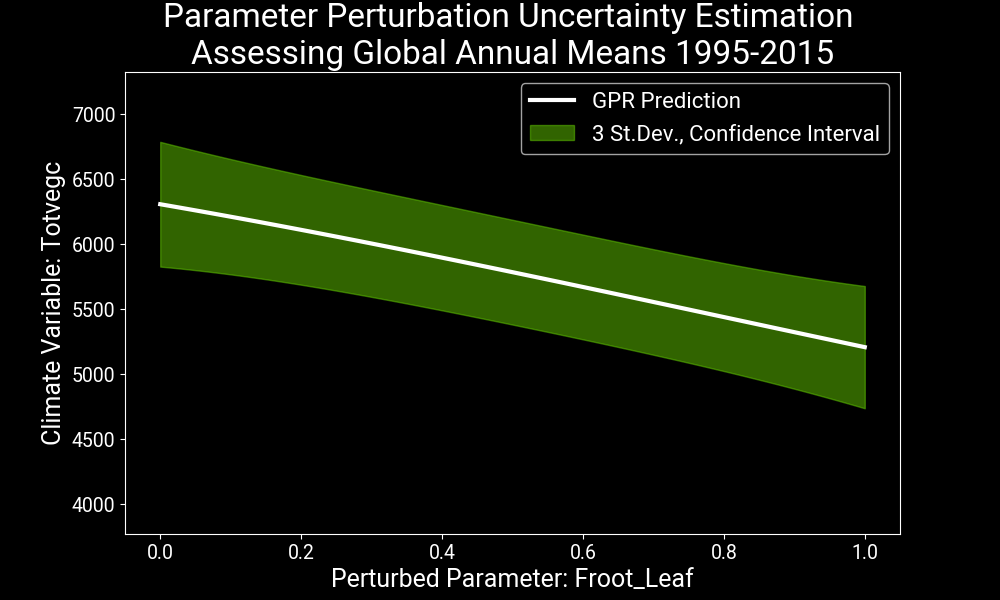 Parameter Perturbation Uncertainty Estimation
Assessing Global Annual Means 1995-2015
GPR Prediction
3 St.Dev., Confidence Interval
Climate Variable: Totvegc
7000
6500
6000
5500
5000
4500
4000
0.0 0.2 0.4 0.6 0.8 1.0
Perturbed Parameter: Froot_Leaf